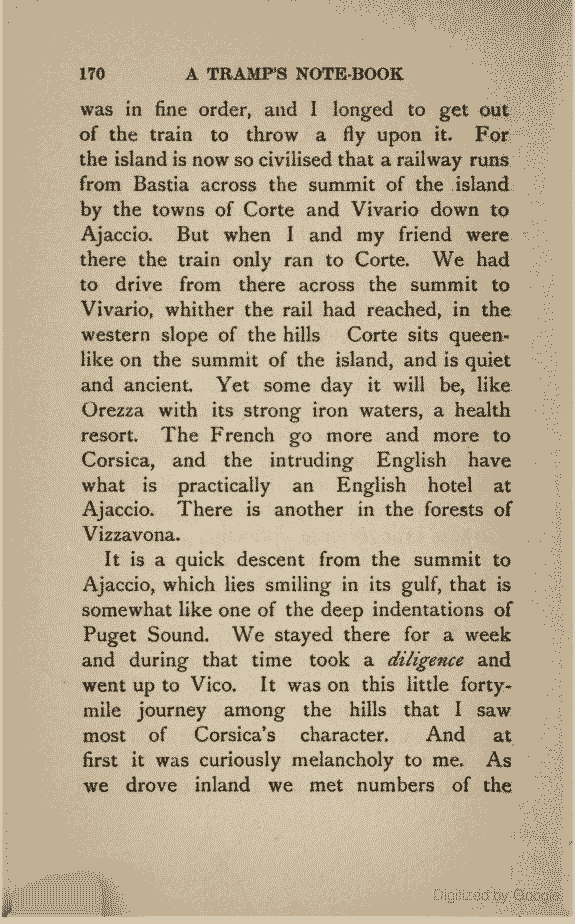 170 A TRAMP'S NOTE-BOOK
was in fine order, and I longed to get out
of the train to throw a fly upon it. For
the island is now so civilised that a railway runs
from Bastia across the summit of the island
by the towns of Corte and Vivario down to
Ajaccio. But when I and my friend were
there the train only ran to Corte. We had
to drive from there across the summit to
Vivario, whither the rail had reached, in the
western slope of the hills Corte sits queen-
like on the summit of the island, and is quiet
and ancient. Yet some day it will be, like
Orezza with its strong iron waters, a health
resort. The French go more and more to
Corsica, and the intruding English have
what is practically an English hotel at
Ajaccio. There is another in the forests of
Vizzavona.
It is a quick descent from the summit to
Ajaccio, which lies smiling in its gulf, that is
somewhat like one of the deep indentations of
Puget Sound. We stayed there for a week
and during that time took a diligence and
went up to Vico. It was on this little forty-
mile journey among the hills that I saw
most of Corsica's character. And at
first it was curiously melancholy to me. As
we drove inland we met numbers of the
Digitized by Google